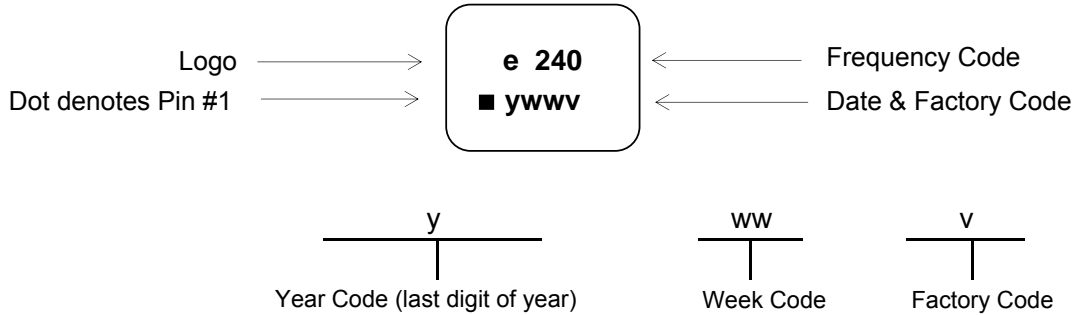 Logo e 240 Frequency Code
Dot denotes Pin #1 ■ ywwv Date & Factory Code
y ww v
Year Code (last digit of year) Week Code Factory Code